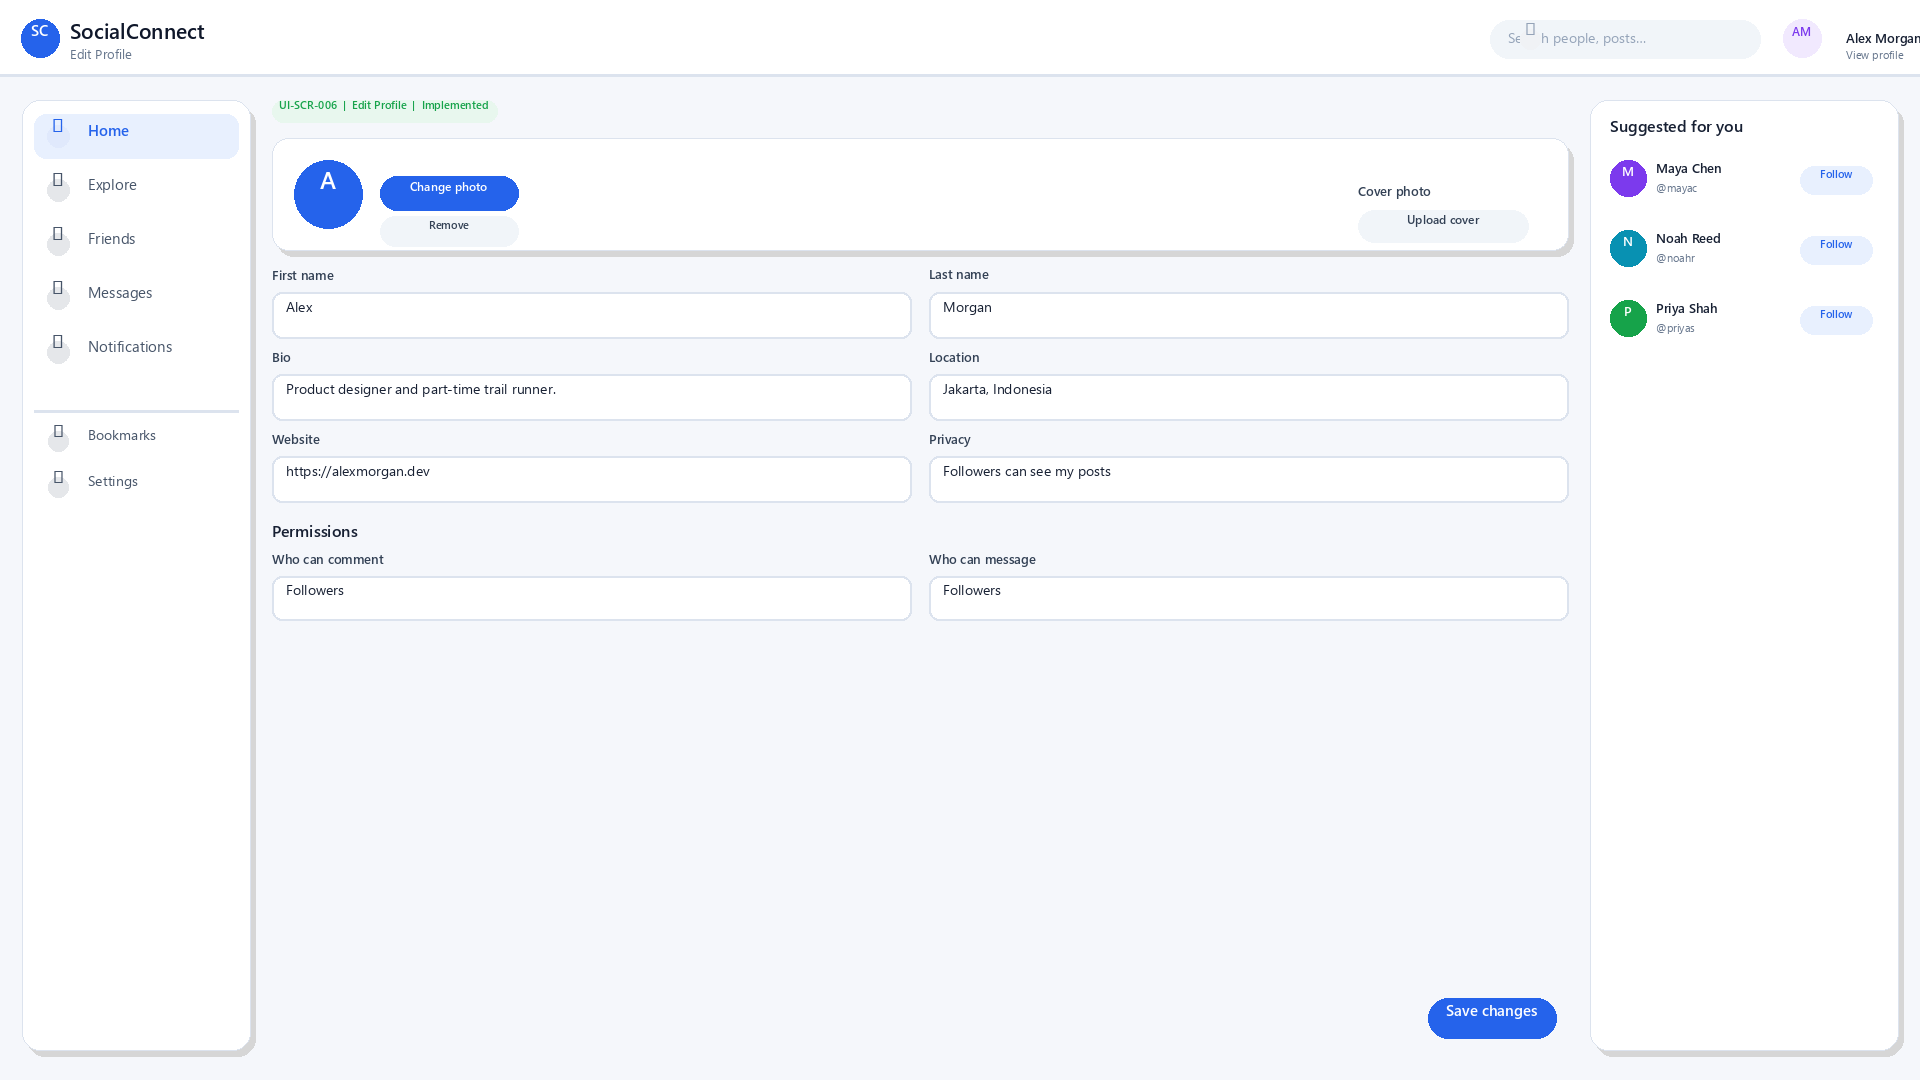 SC
SocialConnect
Edit Profile
Se h people, posts...
AM
Alex Morgan
View profile
Home
Explore
Friends
Messages
Notifications
Bookmarks
Settings
UI-SCR-006 | Edit Profile | Implemented
A
Change photo
Remove
Cover photo
Upload cover
First name
Alex
Last name
Morgan
Bio
Product designer and part-time trail runner.
Location
Jakarta, Indonesia
Website
https://alexmorgan.dev
Privacy
Followers can see my posts
Permissions
Who can comment
Followers
Who can message
Followers
Save changes
Suggested for you
M
Maya Chen
@mayac
Follow
N
Noah Reed
@noahr
Follow
P
Priya Shah
@priyas
Follow